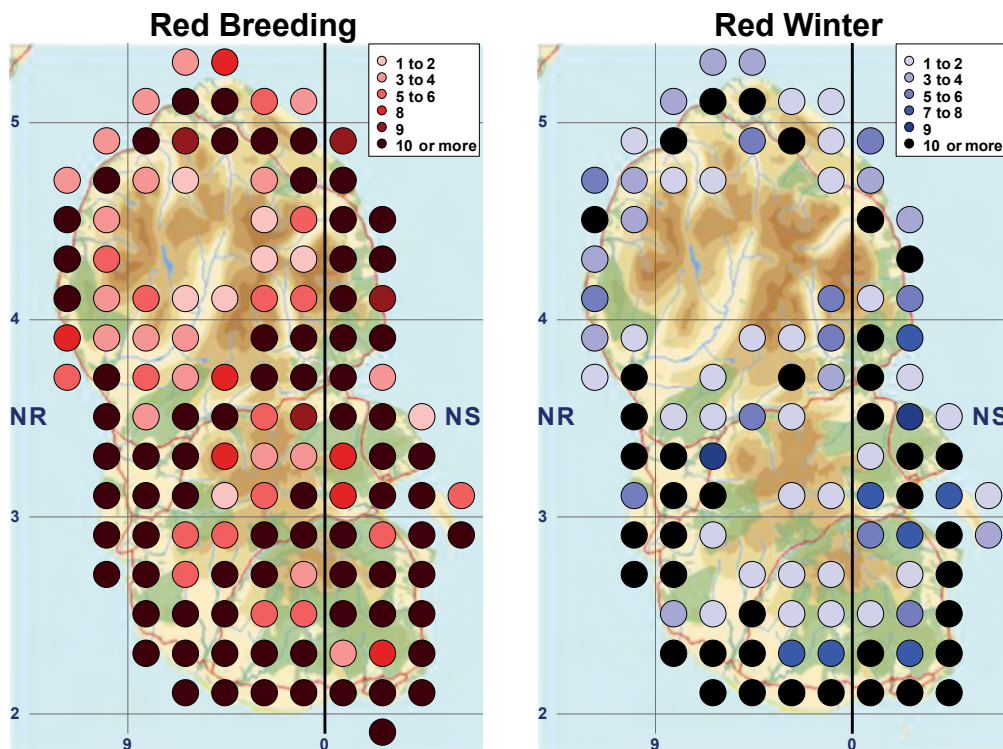 Red Breeding
1 to 2
3 to 4
5 to 6
8
9
10 or more
5
4
NR
NS
3
2
9
0
Red Winter
1 to 2
3 to 4
5 to 6
7 to 8
9
10 or more
5
4
NR
NS
3
2
9
0